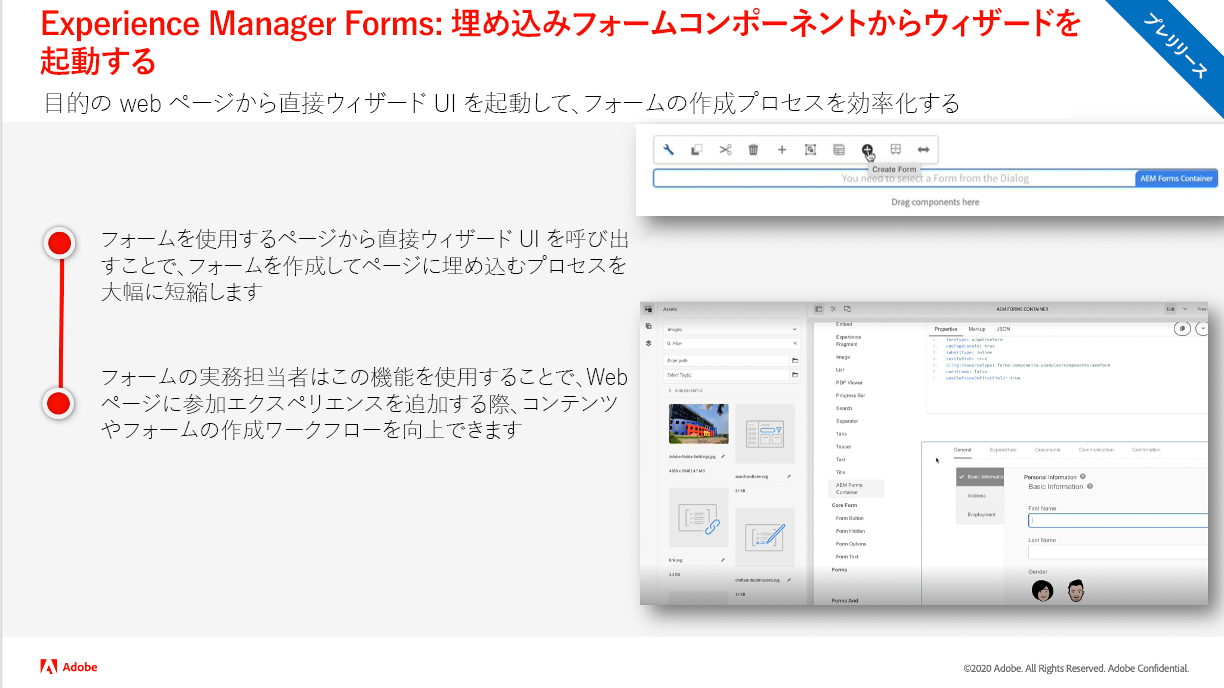 Experience Manager Forms: 埋め込みフォームコンポーネントからウィザードを
起動する
プレリリース
目的の web ページから直接ウィザード UI を起動して、フォームの作成プロセスを効率化する
Create Form
You need to select a Form from the Dialog
AEM Forms Container
Drag components here
フォームを使用するページから直接ウィザード UI を呼び出
すことで、フォームを作成してページに埋め込むプロセスを
大幅に短縮します
フォームの実務担当者はこの機能を使用することで、Web
ページに参加エクスペリエンスを追加する際、コンテンツ
やフォームの作成ワークフローを向上できます
Assets
AEM FORMS CONTAINER
Edit
Images
Filter
Enter path
Select Tag(s)
Embed
Experience
Fragment
Image
List
PDF Viewer
Progress Bar
Search
Separator
Tabs
Teaser
Text
Title
AEM Forms
Container
Core Form
Form Button
Form Hidden
Form Options
Form Text
Forms
Forms And
Properties
Markup
JSON
link.svg
General
Expenditure
Documents
Communication
Confirmation
Basic Informatio
Address
Employment
Personal Information
Basic Information
First Name
Last Name
Gender
Adobe
©2020 Adobe. All Rights Reserved. Adobe Confidential.